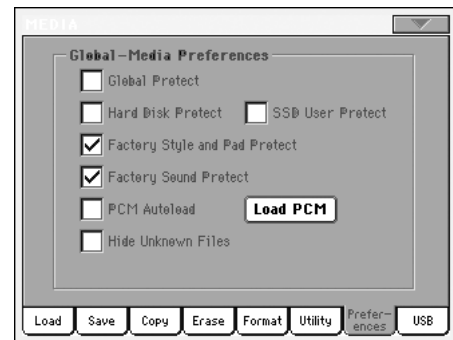 MEDIA
Global-Media Preferences
Global Protect
Hard Disk Protect SSD User Protect
Factory Style and Pad Protect
Factory Sound Protect
PCM Autoload Load PCM
Hide Unknown Files
Load Save Copy Erase Format Utility Prefer-
ences USB